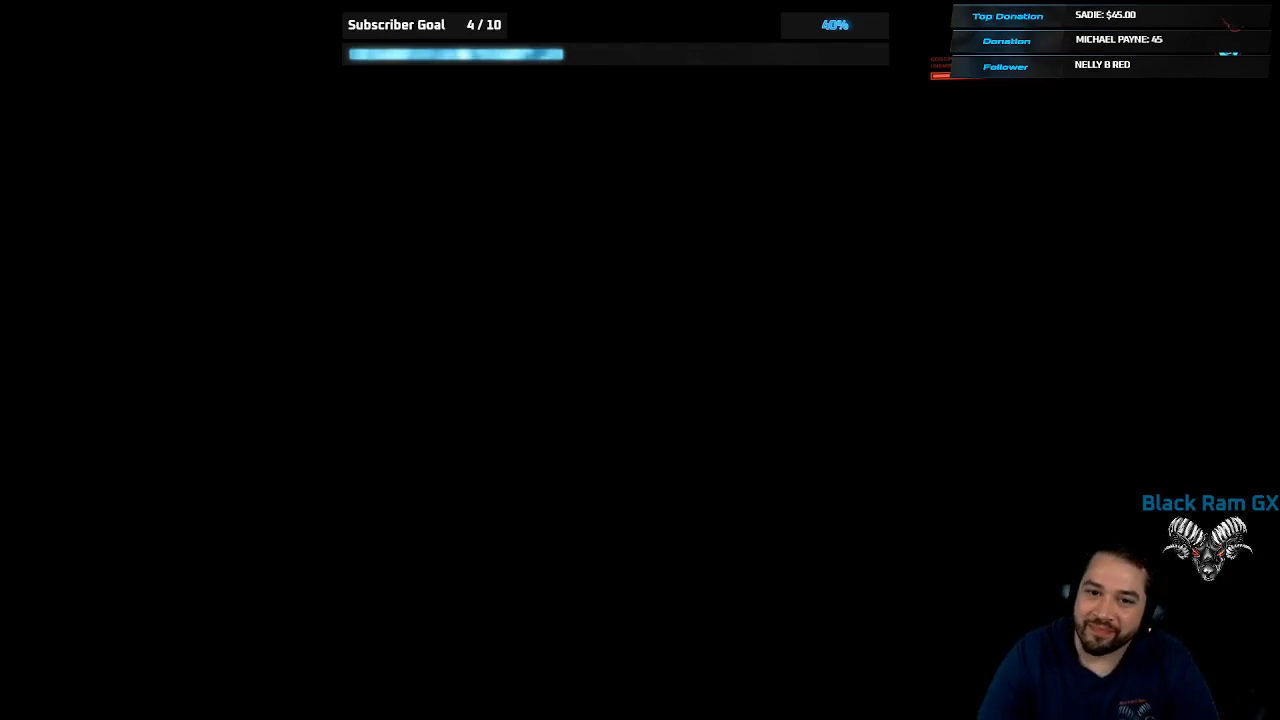 Subscriber Goal 4 / 10
40%
Top Donation SADIE: $45.00
Donation MICHAEL PAYNE: 45
Follower NELLY B RED
Black Ram GX